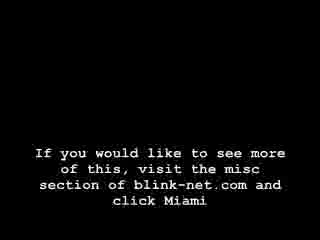 If you would like to see more
of this, visit the misc
section of blink-net.com and
click Miami